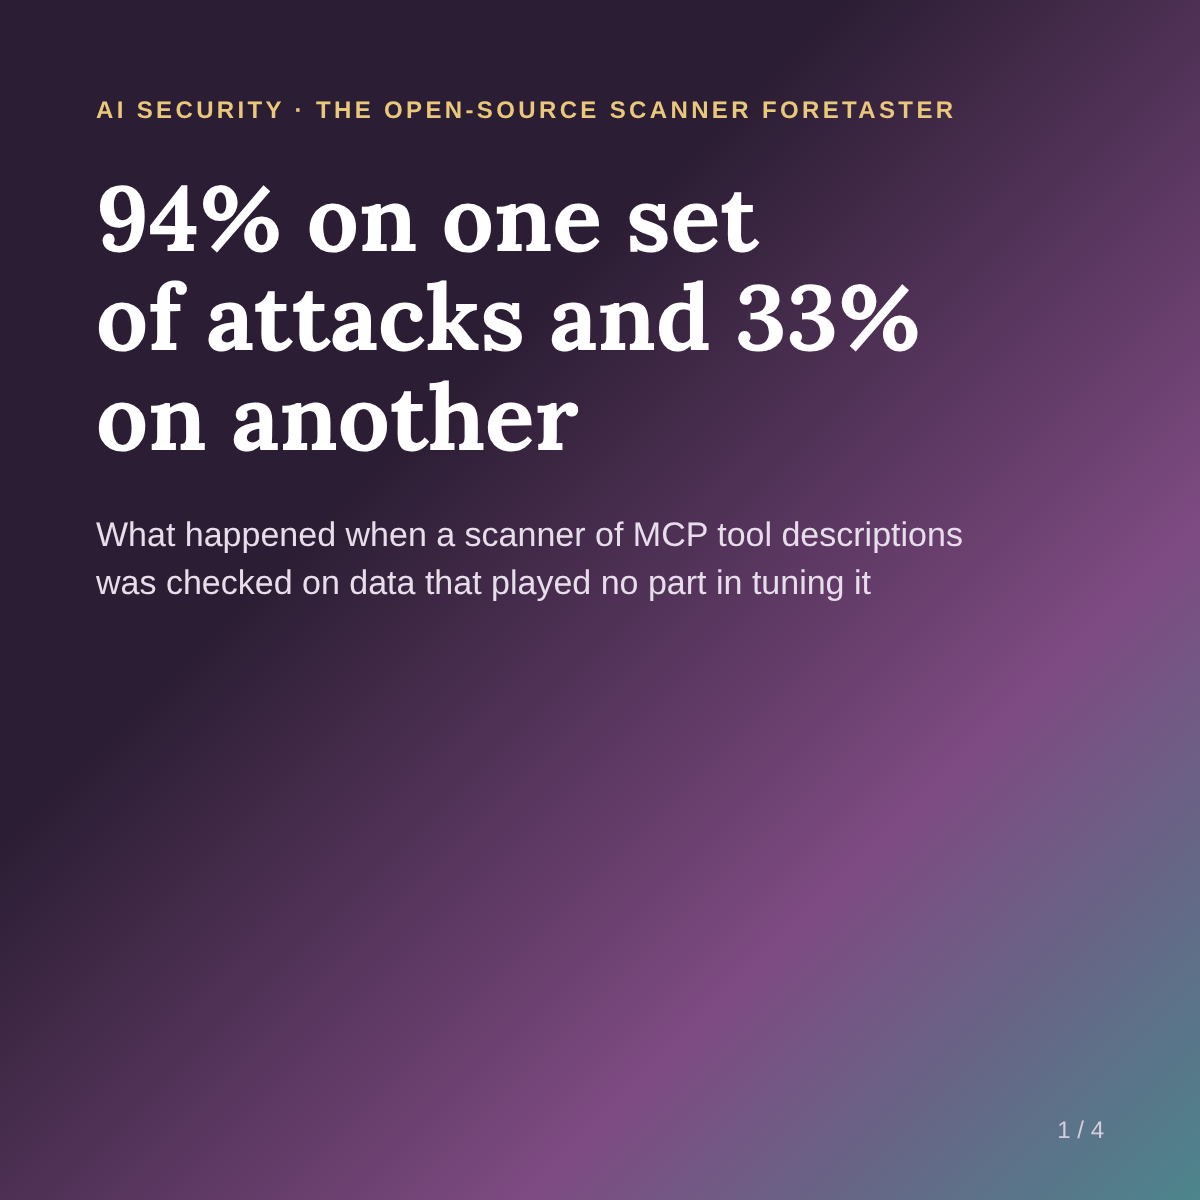 AI SECURITY · THE OPEN-SOURCE SCANNER FORETASTER
94% on one set
of attacks and 33%
on another
What happened when a scanner of MCP tool descriptions
was checked on data that played no part in tuning it
1 / 4